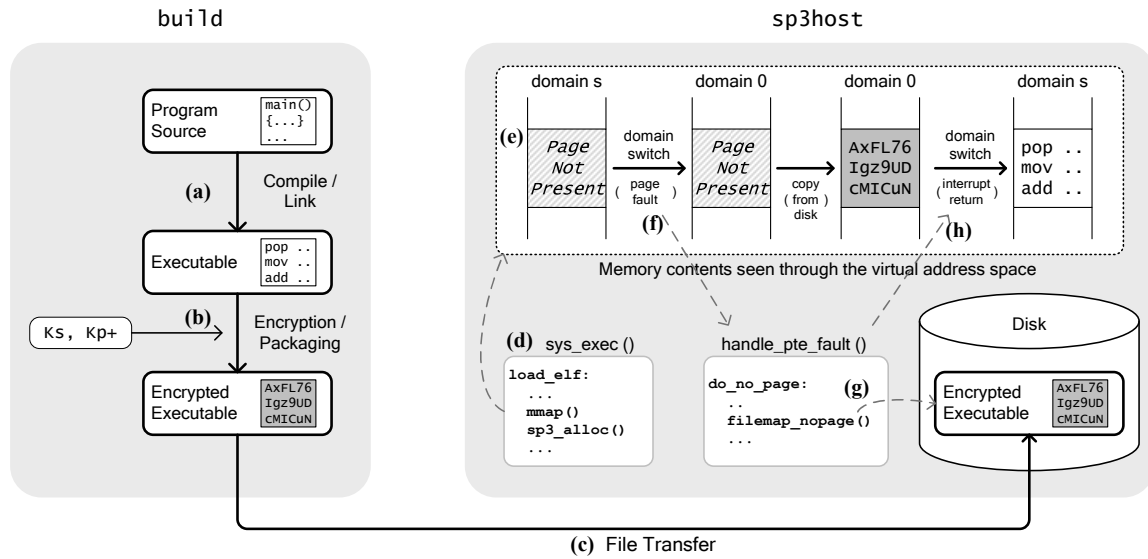 build
sp3host
Program
Source
main()
{...}
...
(a)
Compile /
Link
Executable
pop ..
mov ..
add ..
(b)
Ks, Kp+
Encryption /
Packaging
Encrypted
Executable
AxFL76
Igz9UD
cMICuN
(c) File Transfer
domain s
domain 0
domain 0
domain s
(e)
Page
Not
Present
domain
switch
( page fault )
(f)
Page
Not
Present
copy
( from )
disk
AxFL76
Igz9UD
cMICuN
domain
switch
( interrupt return )
(h)
pop ..
mov ..
add ..
Memory contents seen through the virtual address space
(d) sys_exec ()
load_elf:
...
mmap()
sp3_alloc()
...
handle_pte_fault ()
do_no_page:
(g)
..
filemap_nopage()
...
Disk
Encrypted
Executable
AxFL76
Igz9UD
cMICuN